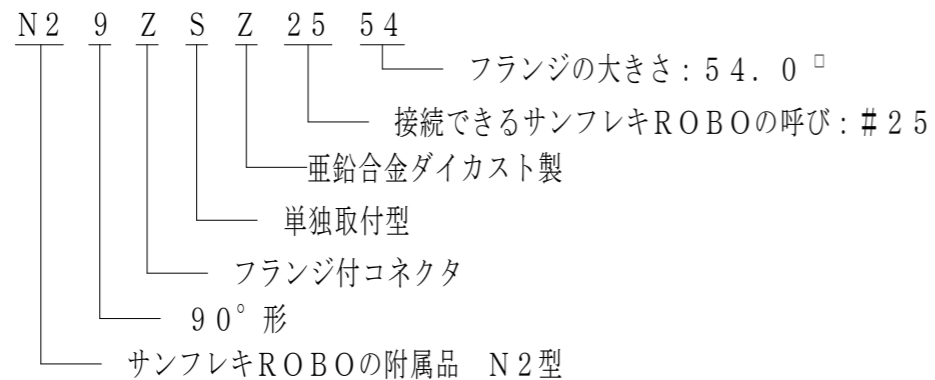 N2 9 Z S Z 25 54
フランジの大きさ：54.0□
接続できるサンフレキROBOの呼び：＃25
亜鉛合金ダイカスト製
単独取付型
フランジ付コネクタ
90°形
サンフレキROBOの附属品　N2型